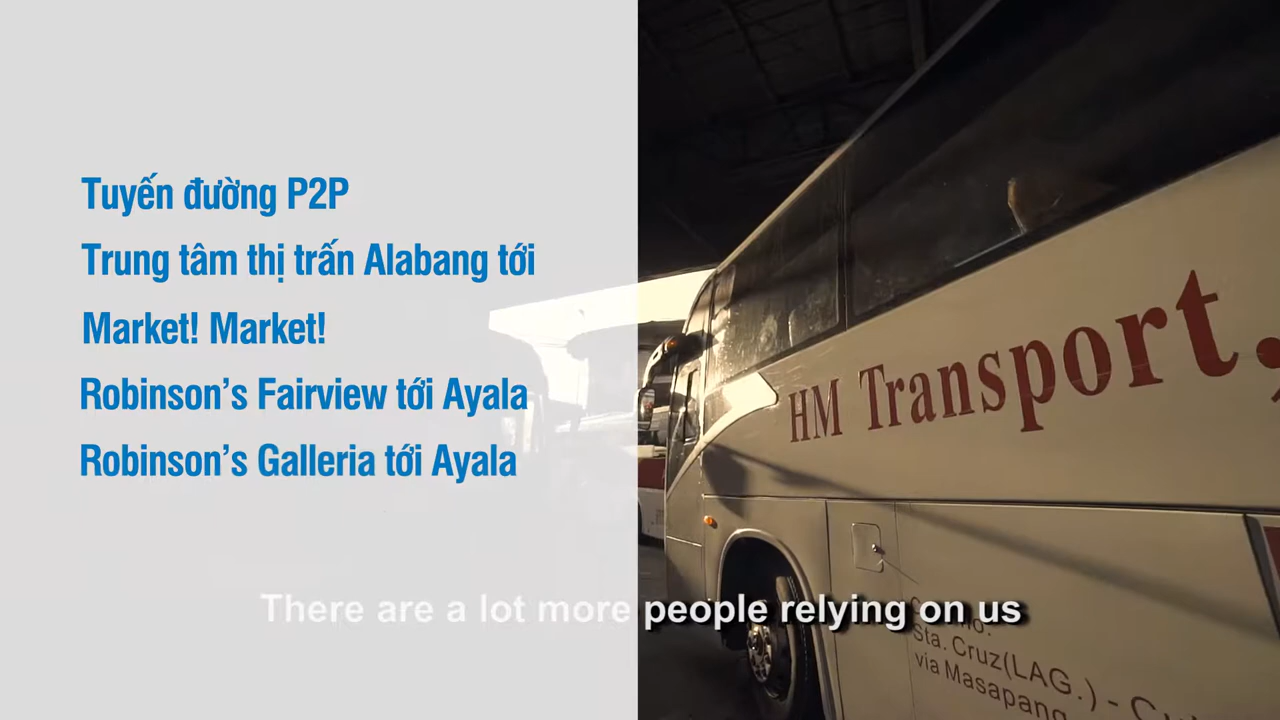 Tuyến đường P2P
Trung tâm thị trấn Alabang tới
Market! Market!
Robinson's Fairview tới Ayala
Robinson's Galleria tới Ayala
HM Transport,
There are a lot more people relying on us
Sta. Cruz(LAG.) -
via Masapang